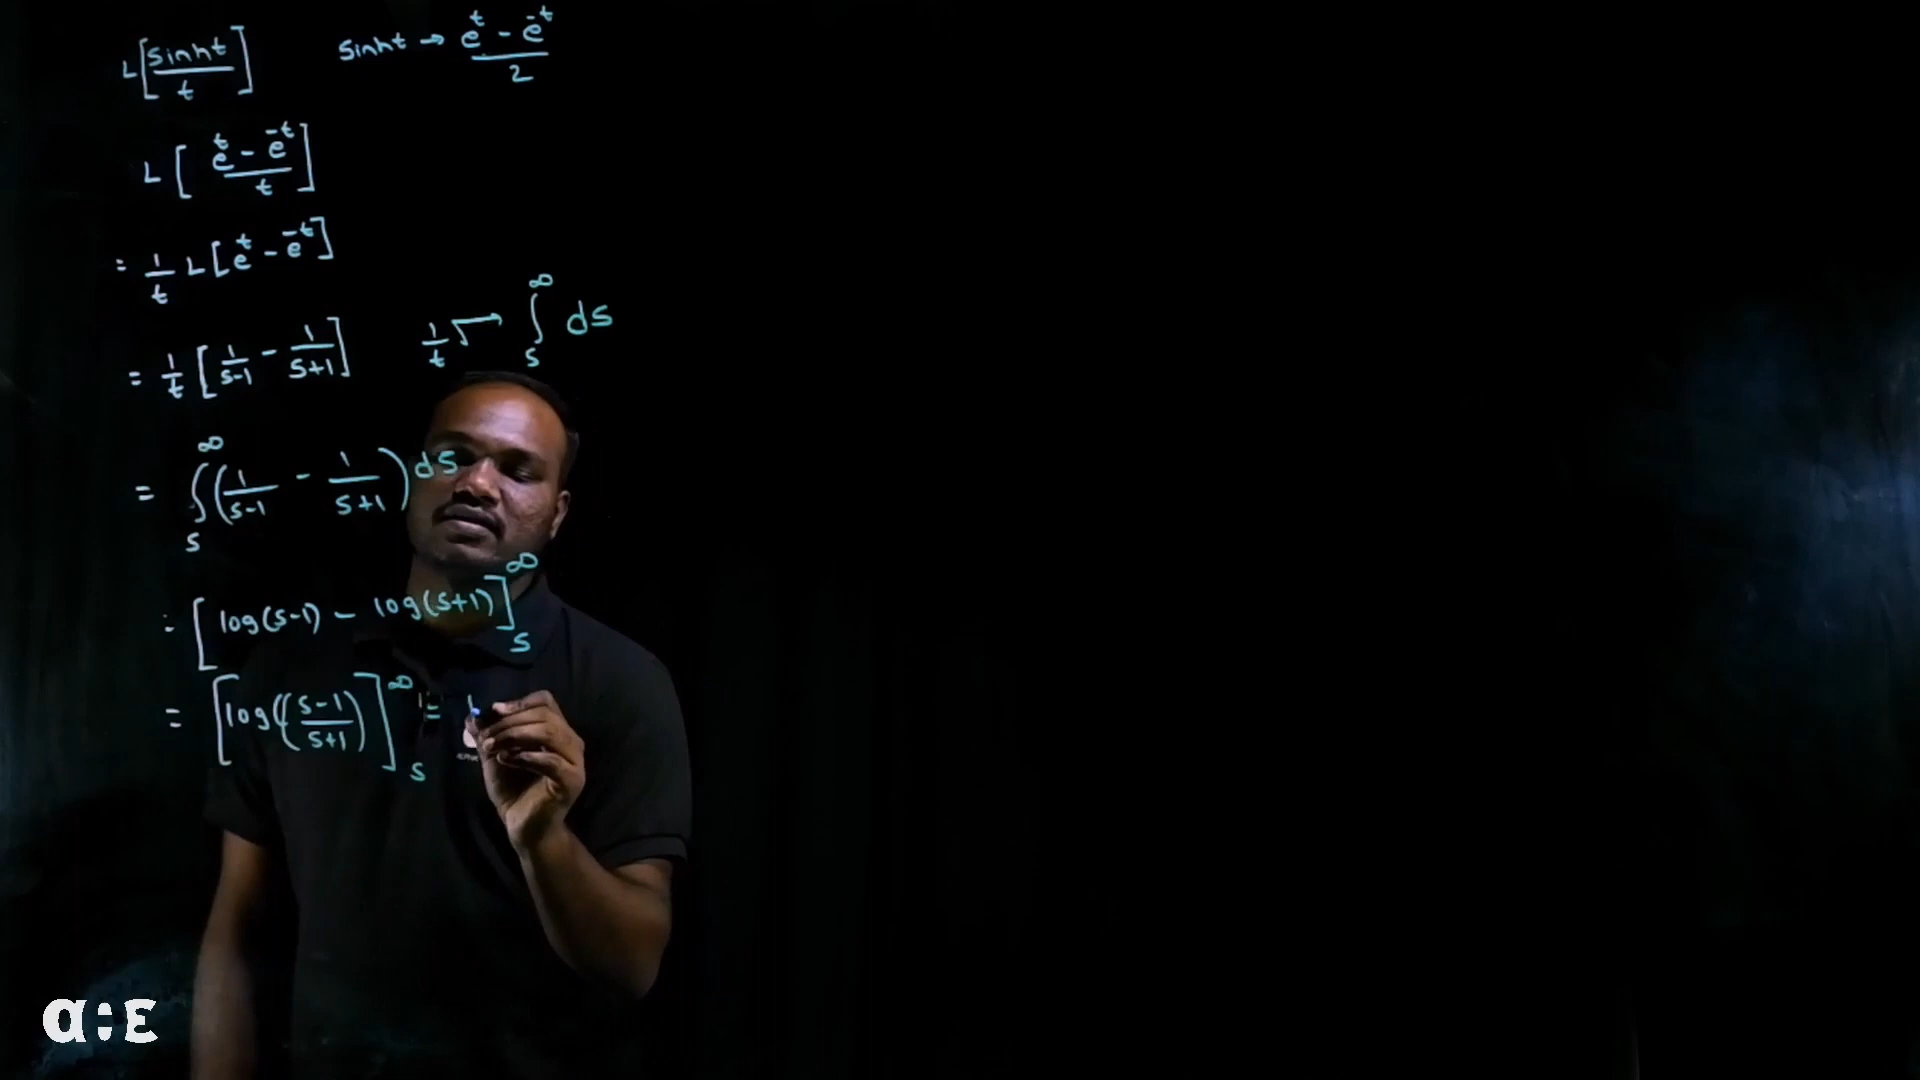 L[sinht/t] sinht → (e^t - e^-t)/2
L[(e^t - e^-t)/t]
= 1/t L[e^t - e^-t]
= 1/t [1/(s-1) - 1/(s+1)] 1/t → ∫_s^∞ ds
= ∫_s^∞ (1/(s-1) - 1/(s+1)) ds
= [log(s-1) - log(s+1)]_s^∞
= [log((s-1)/(s+1))]_s^∞ =
α:ε